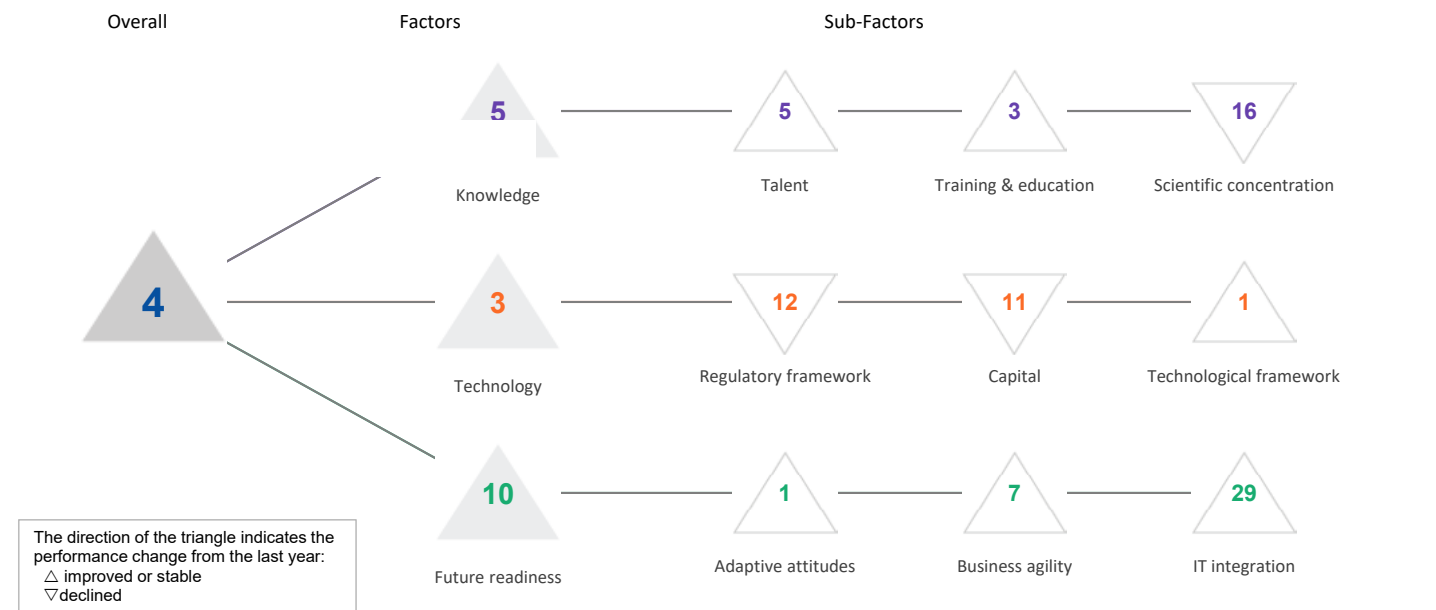 Overall
Factors
Sub-Factors
5
5
3
16
Knowledge
Talent
Training & education
Scientific concentration
4
3
12
11
1
Technology
Regulatory framework
Capital
Technological framework
10
1
7
29
Future readiness
Adaptive attitudes
Business agility
IT integration
The direction of the triangle indicates the
performance change from the last year:
△ improved or stable
▽declined